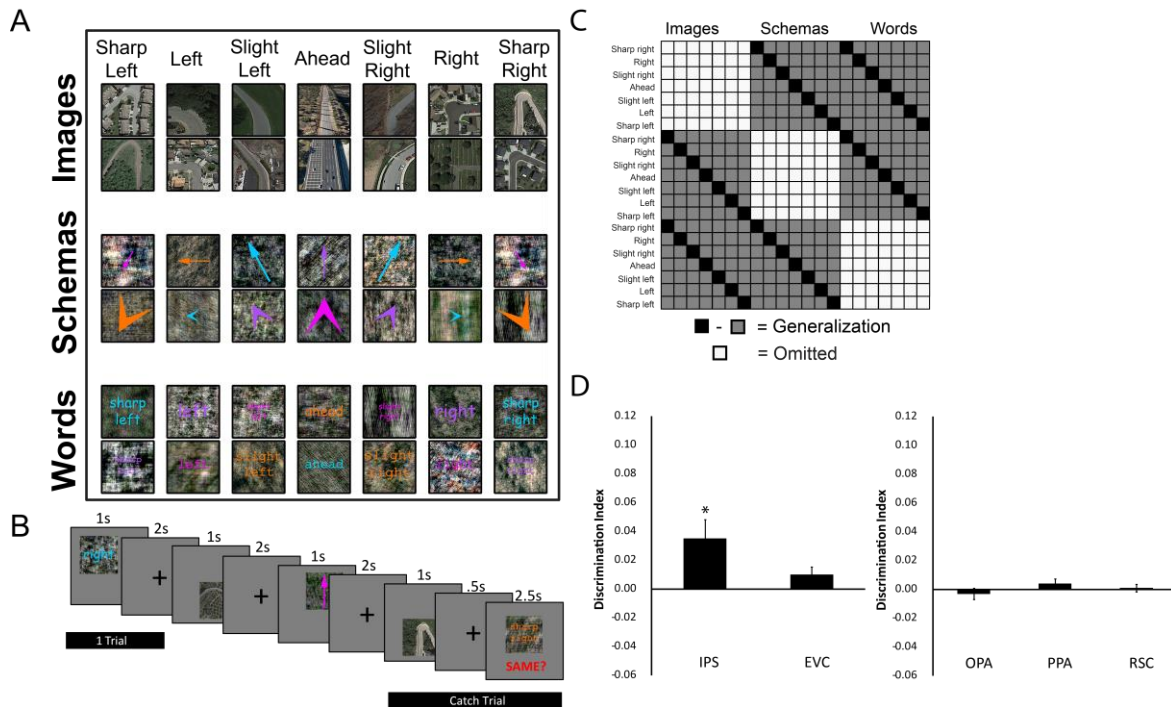 A
Sharp Left
Left
Slight Left
Ahead
Slight Right
Right
Sharp Right
Images
Schemas
Words
sharp left
left
ahead
slight right
right
sharp right
left
slight left
ahead
slight right
B
1s
2s
1s
2s
1s
2s
1s
.5s
2.5s
right
+
+
+
+
sharp right
SAME?
1 Trial
Catch Trial
C
Images Schemas Words
Sharp right
Right
Slight right
Ahead
Slight left
Left
Sharp left
Sharp right
Right
Slight right
Ahead
Slight left
Left
Sharp left
Sharp right
Right
Slight right
Ahead
Slight left
Left
Sharp left
- = Generalization
= Omitted
D
Discrimination Index
0.12
0.10
0.08
0.06
0.04
0.02
0.00
-0.02
-0.04
-0.06
*
IPS EVC
Discrimination Index
0.12
0.10
0.08
0.06
0.04
0.02
0.00
-0.02
-0.04
-0.06
OPA PPA RSC